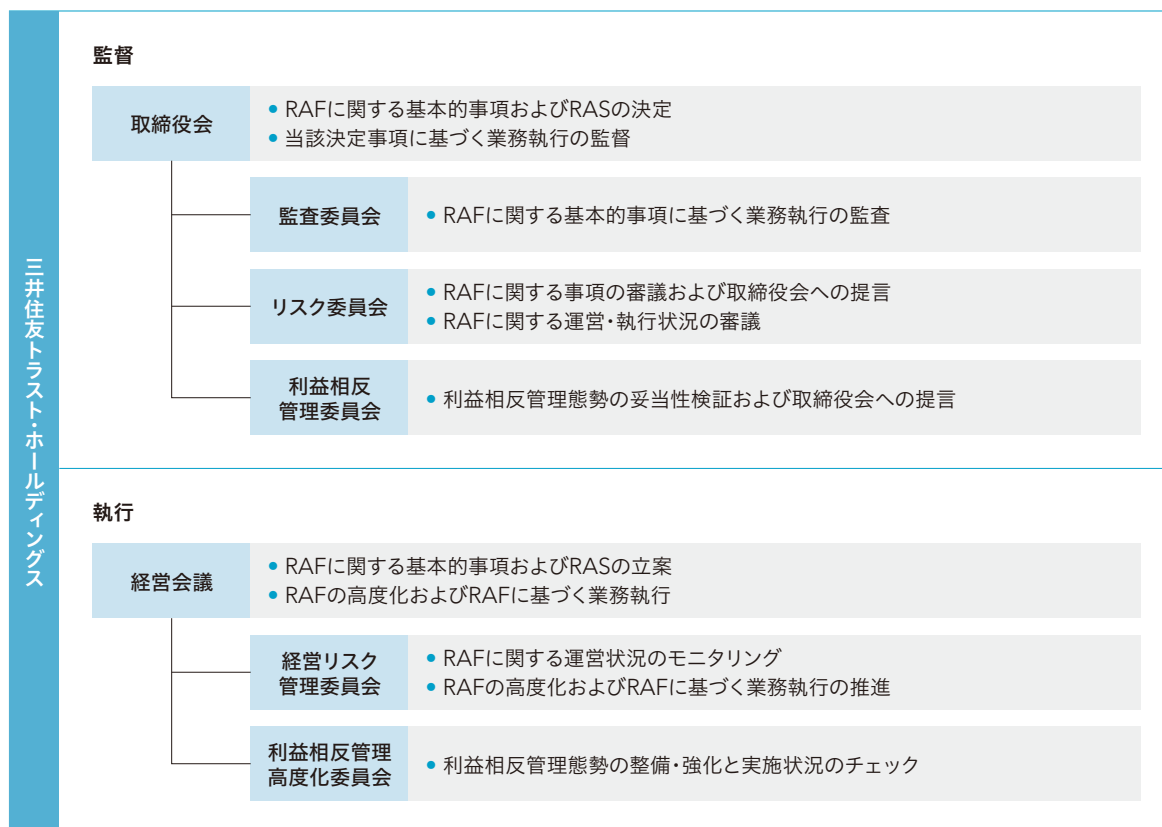 三井住友トラスト・ホールディングス
監督
取締役会
• RAFに関する基本的事項およびRASの決定
• 当該決定事項に基づく業務執行の監督
監査委員会
• RAFに関する基本的事項に基づく業務執行の監査
リスク委員会
• RAFに関する事項の審議および取締役会への提言
• RAFに関する運営・執行状況の審議
利益相反
管理委員会
• 利益相反管理態勢の妥当性検証および取締役会への提言
執行
経営会議
• RAFに関する基本的事項およびRASの立案
• RAFの高度化およびRAFに基づく業務執行
経営リスク
管理委員会
• RAFに関する運営状況のモニタリング
• RAFの高度化およびRAFに基づく業務執行の推進
利益相反管理
高度化委員会
• 利益相反管理態勢の整備・強化と実施状況のチェック